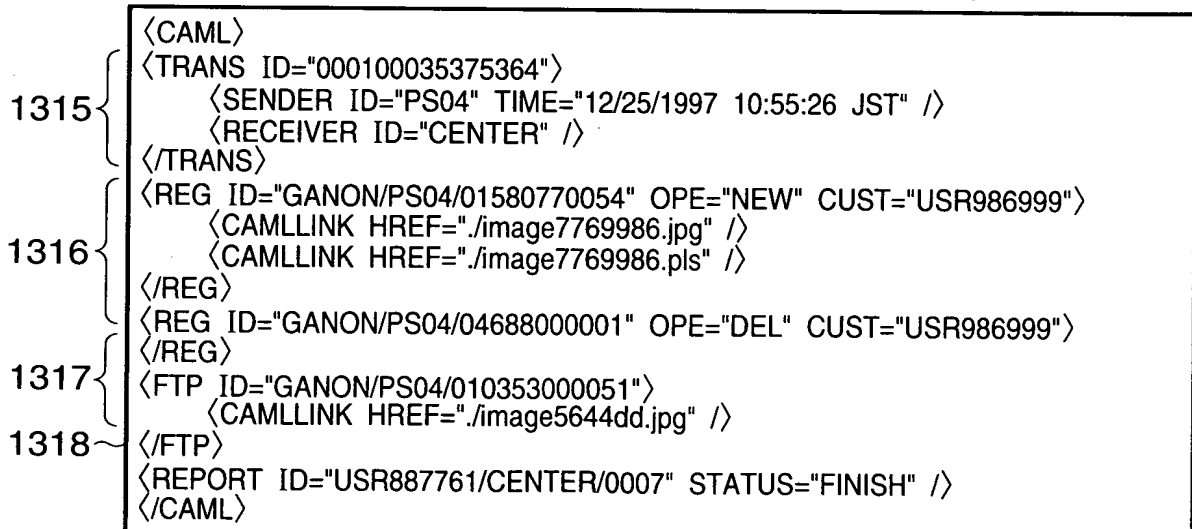 〈CAML〉
〈TRANS ID="000100035375364"〉
〈SENDER ID="PS04" TIME="12/25/1997 10:55:26 JST" /〉
1315
〈RECEIVER ID="CENTER" /〉
〈/TRANS〉
〈REG ID="GANON/PS04/01580770054" OPE="NEW" CUST="USR986999"〉
〈CAMLLINK HREF="./image7769986.jpg" /〉
1316
〈CAMLLINK HREF="./image7769986.pls" /〉
〈/REG〉
〈REG ID="GANON/PS04/04688000001" OPE="DEL" CUST="USR986999"〉
〈/REG〉
1317
〈FTP ID="GANON/PS04/010353000051"〉
〈CAMLLINK HREF="./image5644dd.jpg" /〉
1318
〈/FTP〉
〈REPORT ID="USR887761/CENTER/0007" STATUS="FINISH" /〉
〈/CAML〉